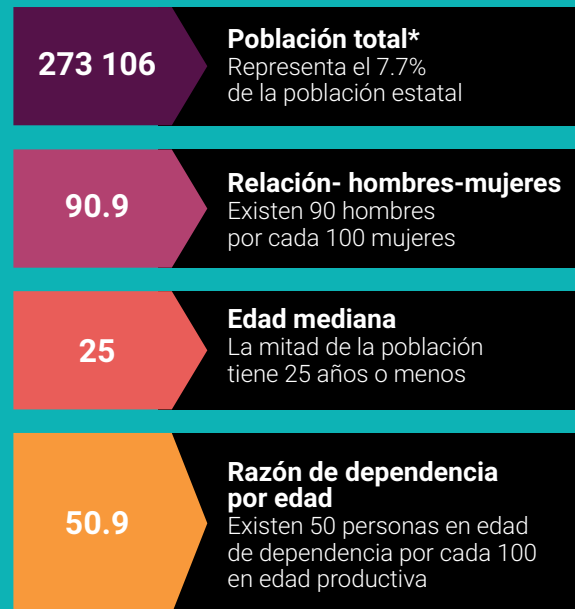 273 106
Población total*
Representa el 7.7%
de la población estatal
90.9
Relación- hombres-mujeres
Existen 90 hombres
por cada 100 mujeres
25
Edad mediana
La mitad de la población
tiene 25 años o menos
50.9
Razón de dependencia
por edad
Existen 50 personas en edad
de dependencia por cada 100
en edad productiva